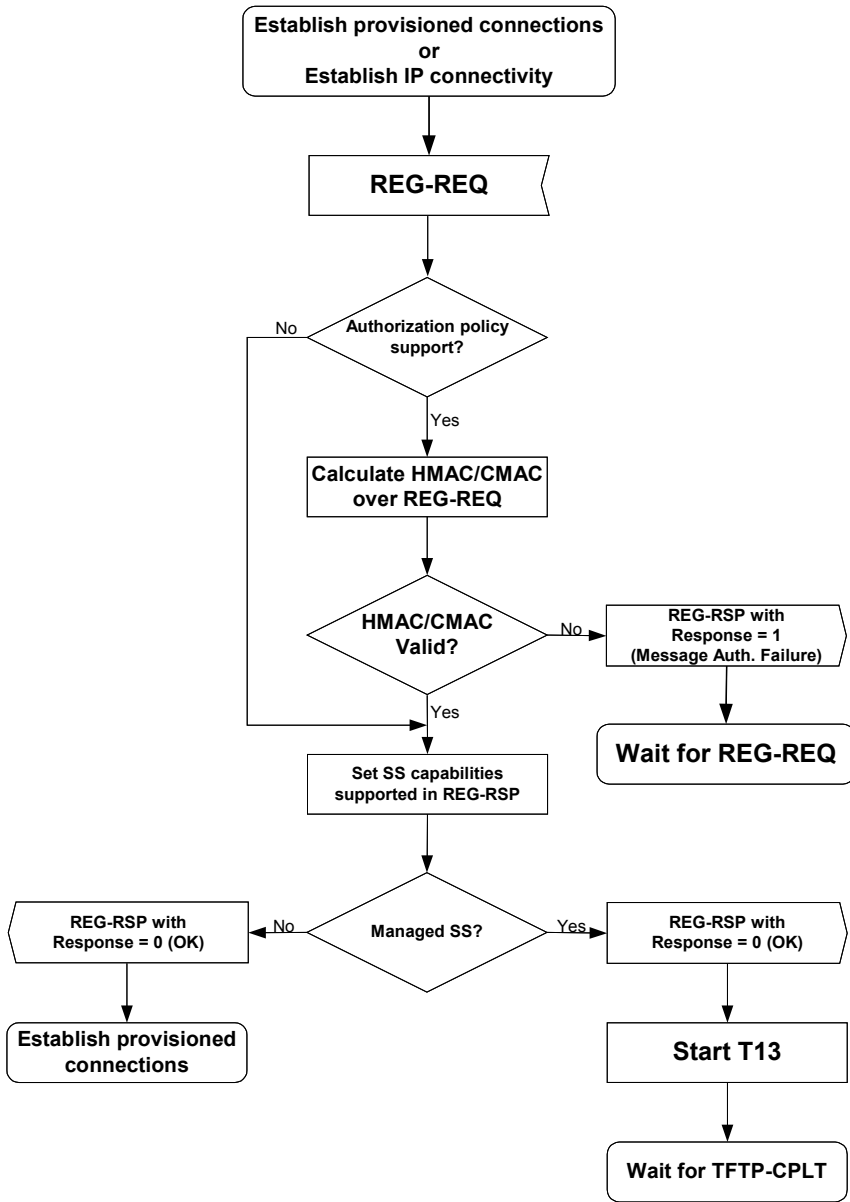 Establish provisioned connections
or
Establish IP connectivity
REG-REQ
No
Authorization policy
support?
Yes
Calculate HMAC/CMAC
over REG-REQ
HMAC/CMAC
Valid?
No
REG-RSP with
Response = 1
(Message Auth. Failure)
Yes
Wait for REG-REQ
Set SS capabilities
supported in REG-RSP
REG-RSP with
Response = 0 (OK)
No
Managed SS?
Yes
REG-RSP with
Response = 0 (OK)
Establish provisioned
connections
Start T13
Wait for TFTP-CPLT